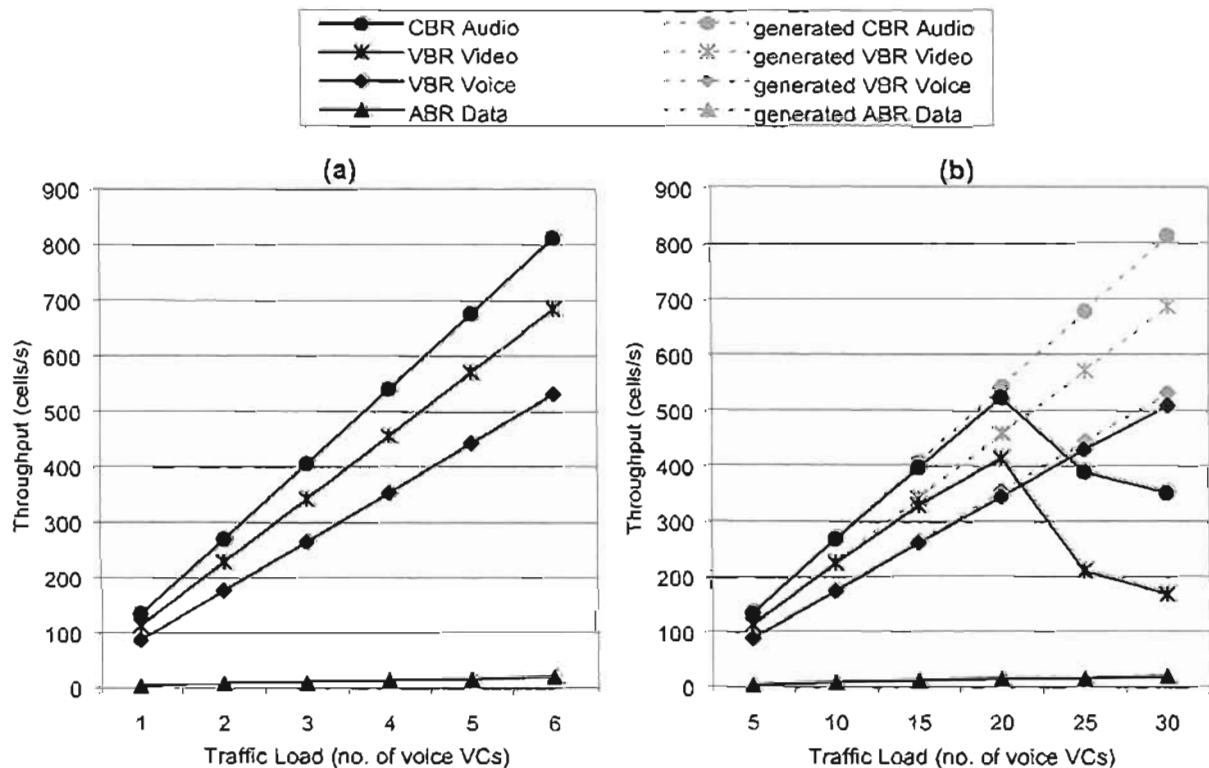 CBR Audio
VBR Video
VBR Voice
ABR Data
generated CBR Audio
generated VBR Video
generated VBR Voice
generated ABR Data
(a)
900
800
700
600
500
400
300
200
100
0
Throughput (cells/s)
1 2 3 4 5 6
Traffic Load (no. of voice VCs)
(b)
900
800
700
600
500
400
300
200
100
0
Throughput (cells/s)
5 10 15 20 25 30
Traffic Load (no. of voice VCs)